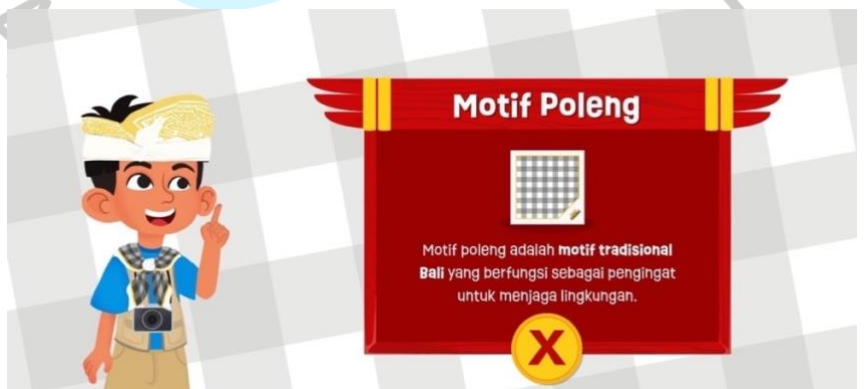 Motif Poleng
Motif poleng adalah motif tradisional
Bali yang berfungsi sebagai pengingat
untuk menjaga lingkungan.
X